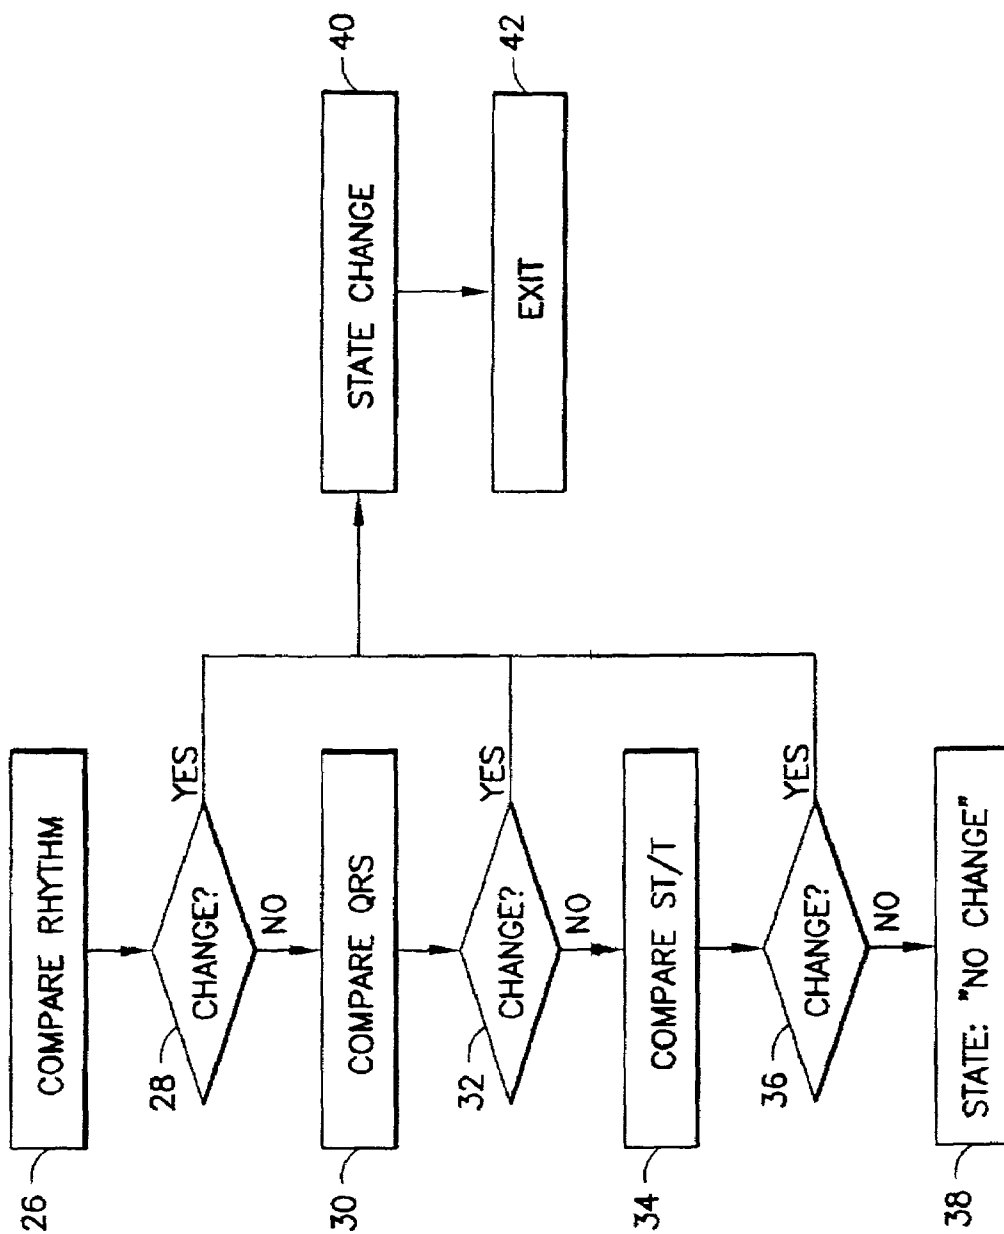 26
COMPARE RHYTHM
28
CHANGE?
YES
NO
30
COMPARE QRS
32
CHANGE?
YES
NO
34
COMPARE ST/T
36
CHANGE?
YES
NO
38
STATE: "NO CHANGE"
40
STATE CHANGE
42
EXIT